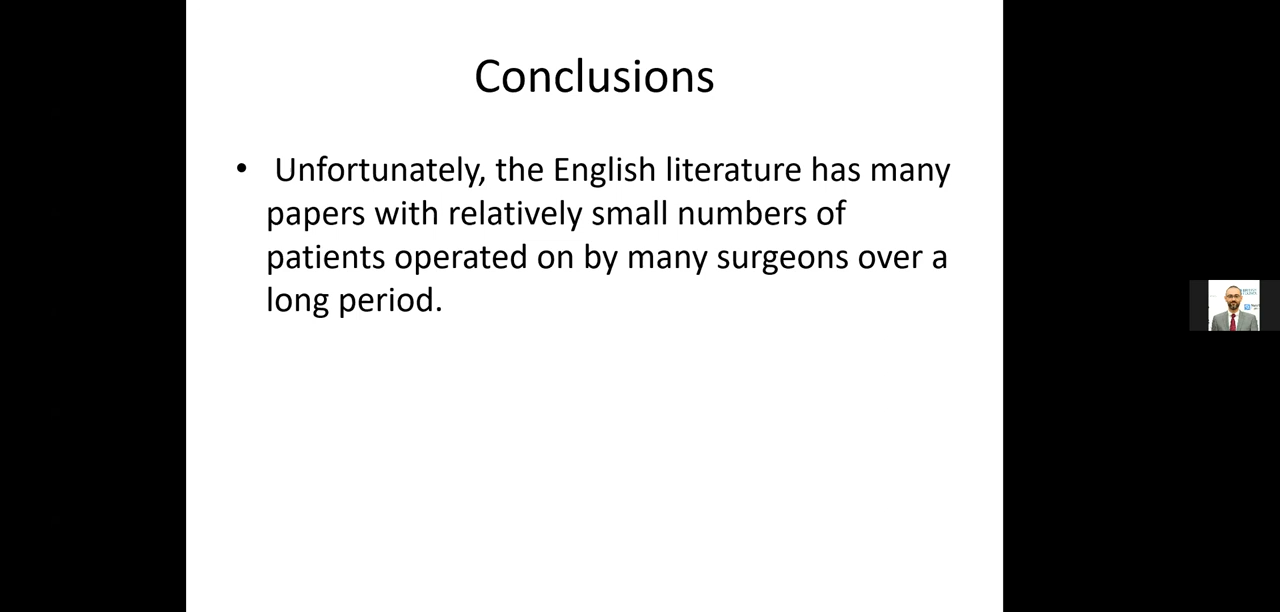 Conclusions
• Unfortunately, the English literature has many
papers with relatively small numbers of
patients operated on by many surgeons over a
long period.